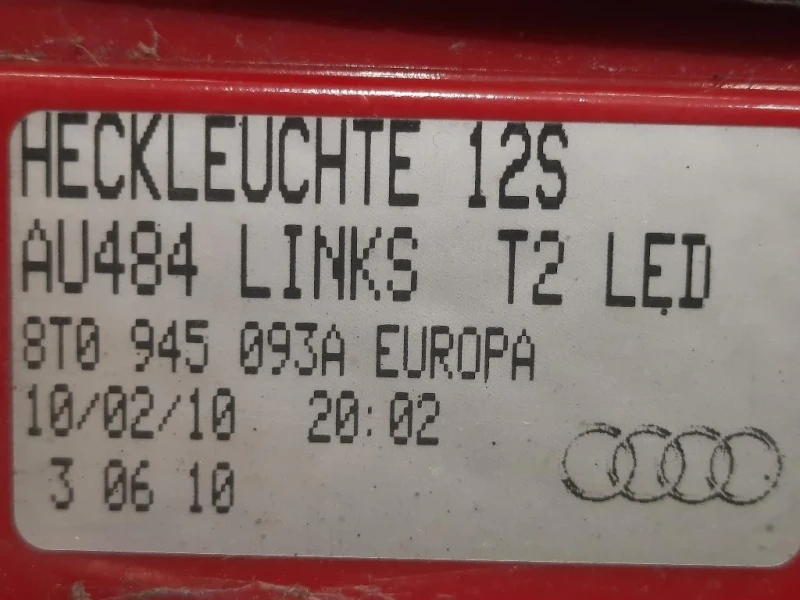 HECKLEUCHTE 12S
AU484 LINKS T2 LED
8T0 945 093A EUROPA
10/02/10 20:02
3 06 10